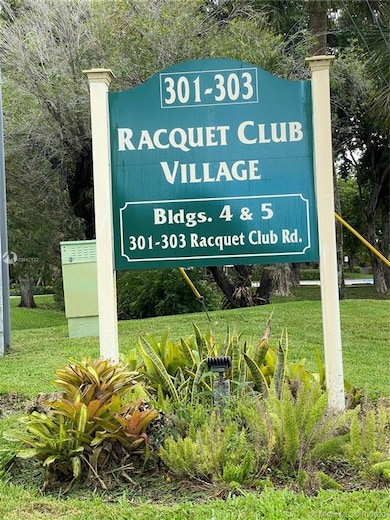 301-303
RACQUET CLUB
VILLAGE
Bldgs. 4 & 5
301-303 Racquet Club Rd.